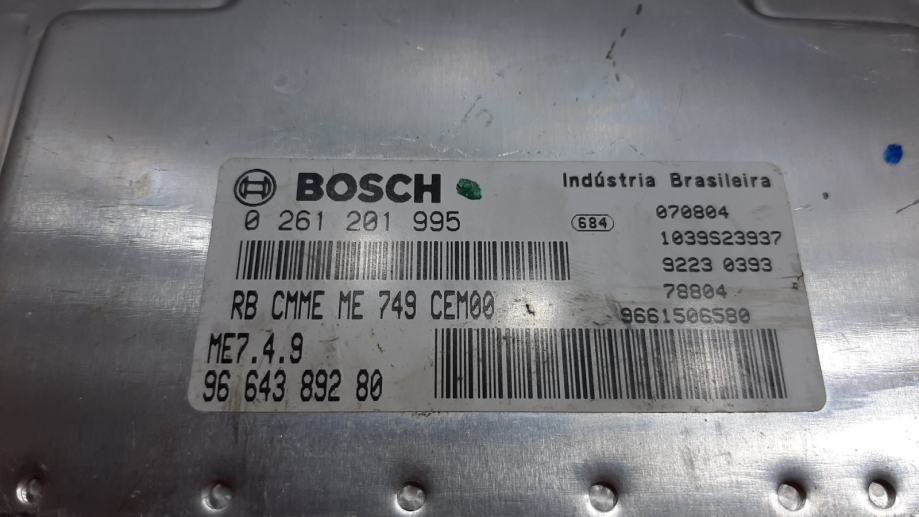 BOSCH
Indústria Brasileira
0 261 201 995
684
070804
1039S23937
9223 0393
78804
RB CMME ME 749 CEM00
9661506580
ME7.4.9
96 643 892 80